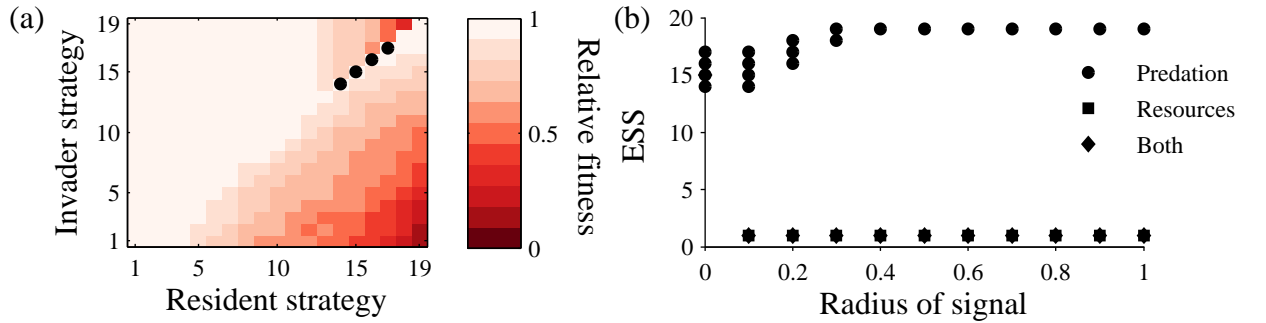 (a)
Invader strategy
19
15
10
5
1
1 5 10 15 19
Resident strategy
1
0.5
0
Relative fitness
(b)
ESS
20
15
10
5
0
0 0.2 0.4 0.6 0.8 1
Radius of signal
Predation
Resources
Both